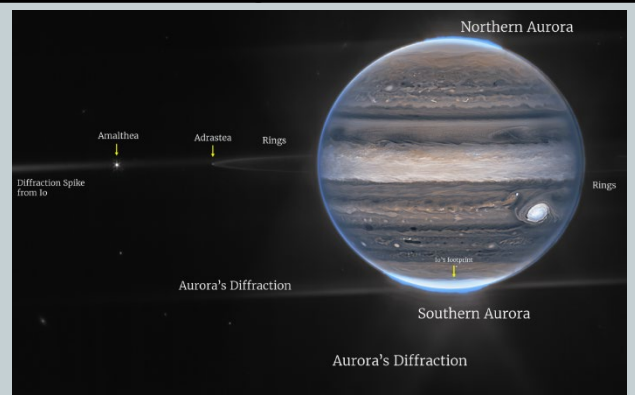 Northern Aurora
Amalthea
Adrastea
Rings
Diffraction Spike
from Io
Rings
Io's footprint
Aurora's Diffraction
Southern Aurora
Aurora's Diffraction